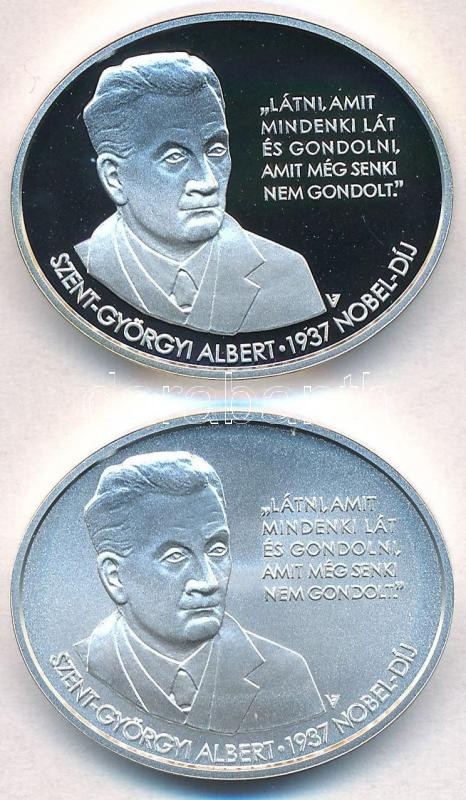 „LÁTNI, AMIT
MINDENKI LÁT
ÉS GONDOLNI,
AMIT MÉG SENKI
NEM GONDOLT."
SZENT-GYÖRGYI ALBERT • 1937 NOBEL-DÍJ
„LÁTNI, AMIT
MINDENKI LÁT
ÉS GONDOLNI,
AMIT MÉG SENKI
NEM GONDOLT."
SZENT-GYÖRGYI ALBERT • 1937 NOBEL-DÍJ